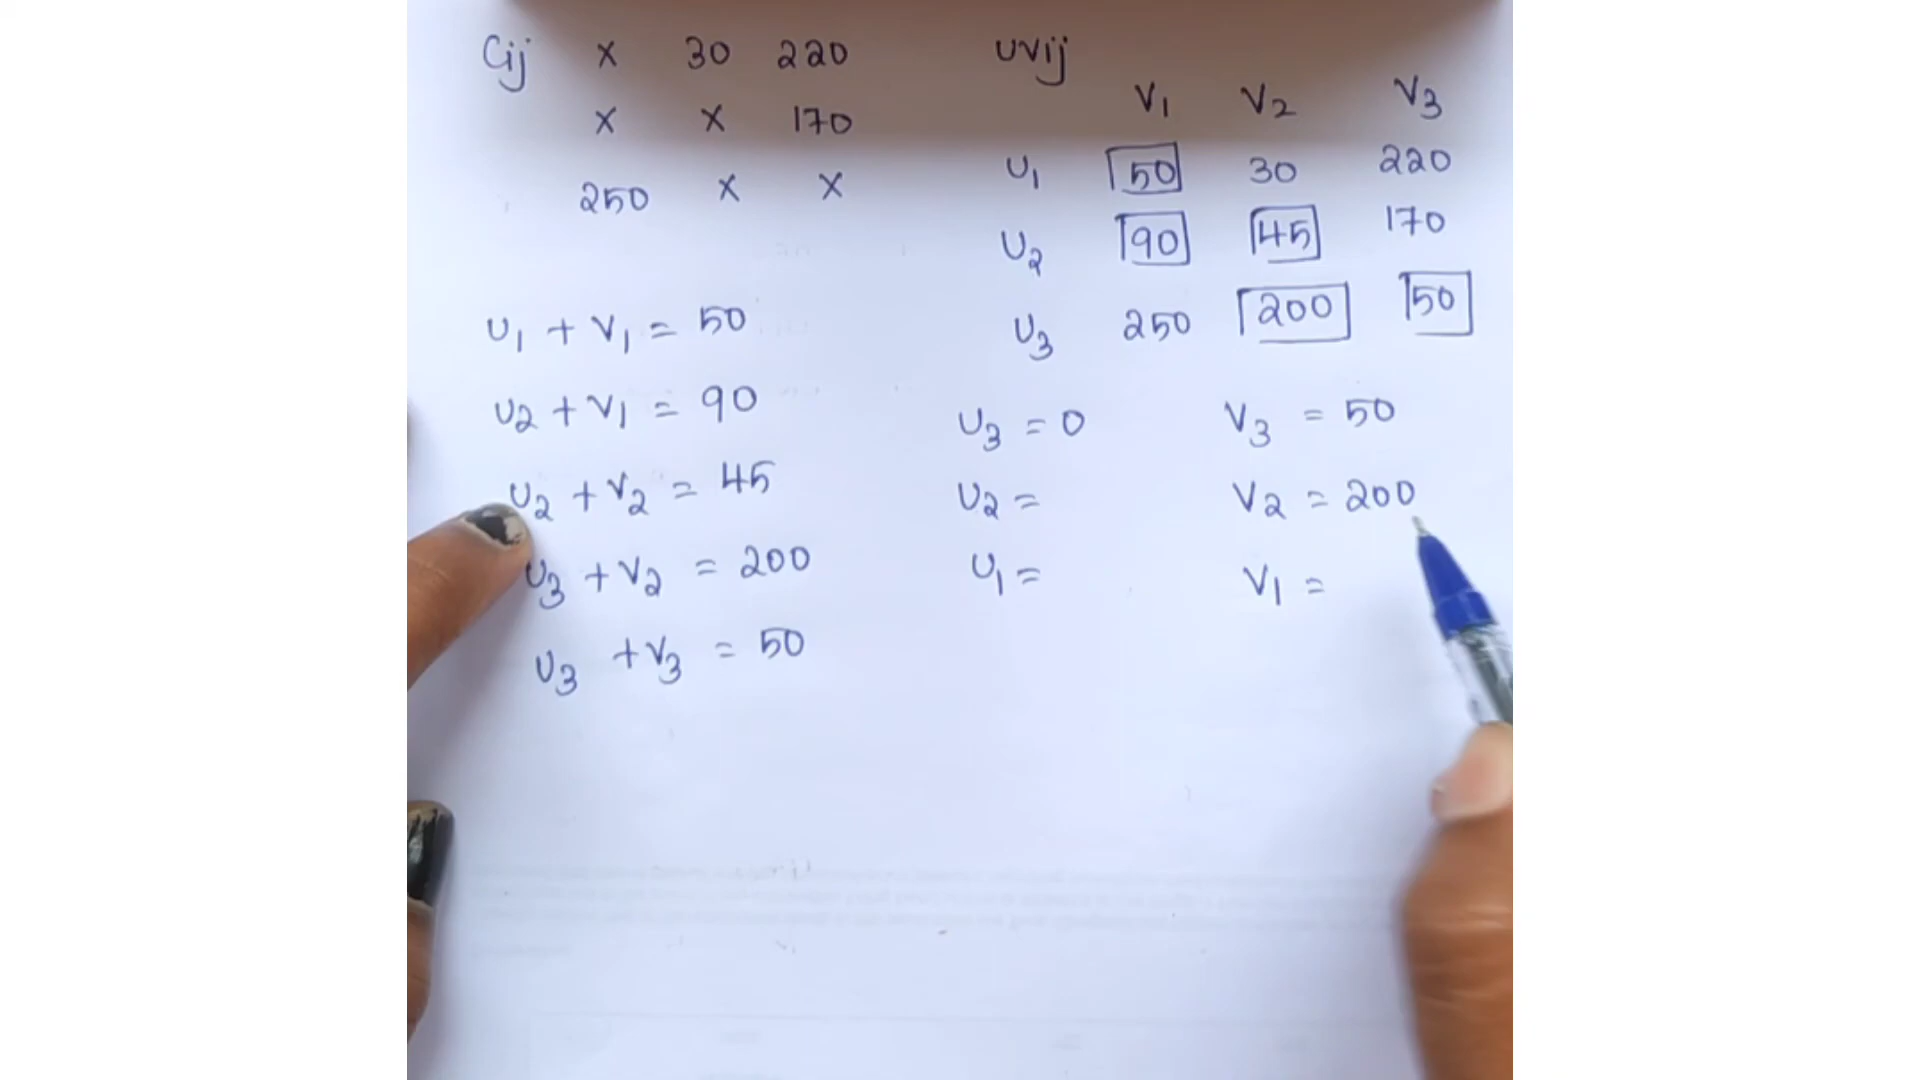 Cij X 30 220
X X 170
250 X X
U1 + V1 = 50
U2 + V1 = 90
U2 + V2 = 45
U3 + V2 = 200
U3 + V3 = 50
UVij
V1 V2 V3
U1 50 30 220
U2 90 45 170
U3 250 200 50
U3 = 0 V3 = 50
U2 = V2 = 200
U1 = V1 =